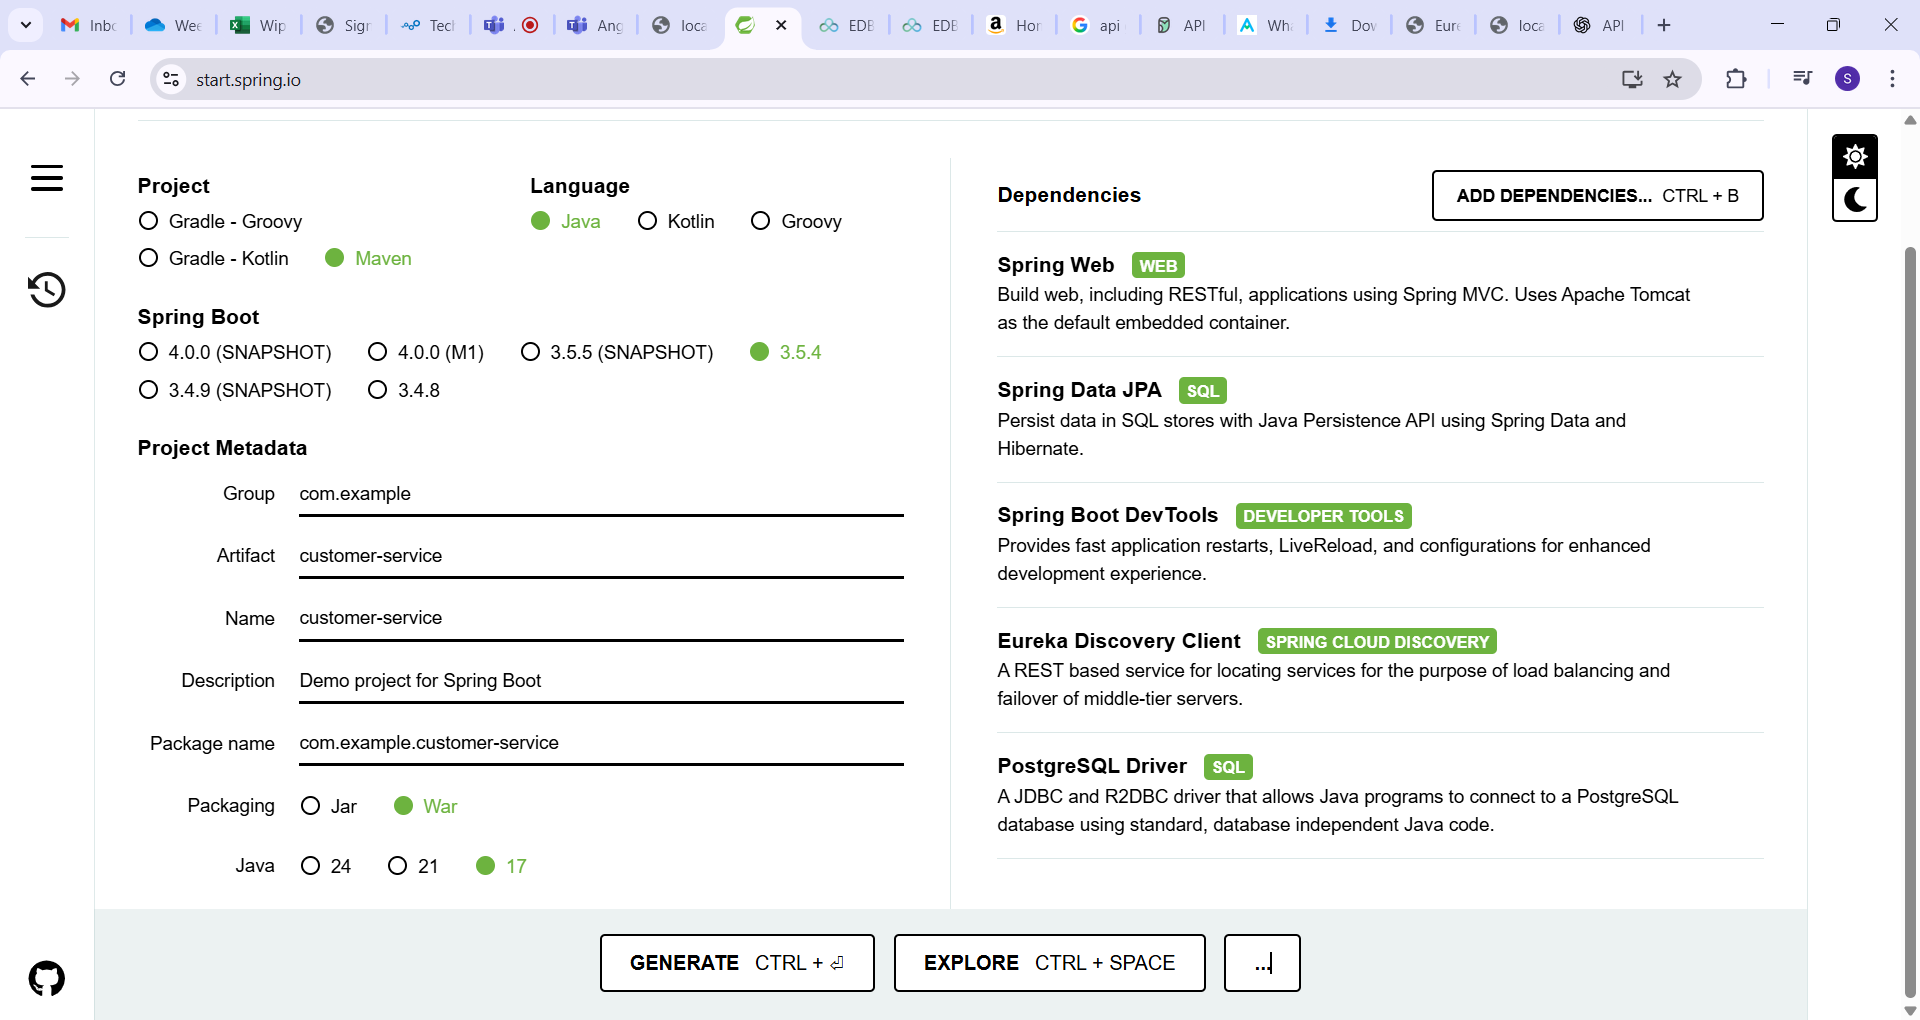 Inbc
Wee
Wip
Sign
Tech
Ang
loca
EDB
EDB
Hor
api
API
Wha
Dov
Eure
loca
API
start.spring.io
S
Project
Gradle - Groovy
Gradle - Kotlin
Maven
Language
Java
Kotlin
Groovy
Spring Boot
4.0.0 (SNAPSHOT)
4.0.0 (M1)
3.5.5 (SNAPSHOT)
3.5.4
3.4.9 (SNAPSHOT)
3.4.8
Project Metadata
Group
com.example
Artifact
customer-service
Name
customer-service
Description
Demo project for Spring Boot
Package name
com.example.customer-service
Packaging
Jar
War
Java
24
21
17
Dependencies
ADD DEPENDENCIES... CTRL + B
Spring Web WEB
Build web, including RESTful, applications using Spring MVC. Uses Apache Tomcat
as the default embedded container.
Spring Data JPA SQL
Persist data in SQL stores with Java Persistence API using Spring Data and
Hibernate.
Spring Boot DevTools DEVELOPER TOOLS
Provides fast application restarts, LiveReload, and configurations for enhanced
development experience.
Eureka Discovery Client SPRING CLOUD DISCOVERY
A REST based service for locating services for the purpose of load balancing and
failover of middle-tier servers.
PostgreSQL Driver SQL
A JDBC and R2DBC driver that allows Java programs to connect to a PostgreSQL
database using standard, database independent Java code.
GENERATE CTRL + ⏎
EXPLORE CTRL + SPACE
...